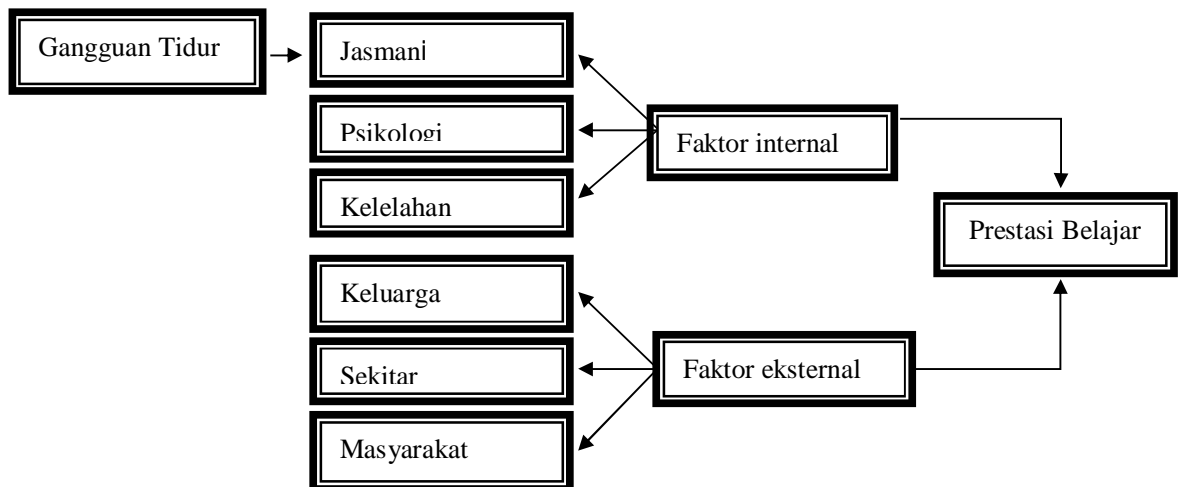 Gangguan Tidur
Jasmani
Psikologi
Kelelahan
Faktor internal
Prestasi Belajar
Keluarga
Sekitar
Masyarakat
Faktor eksternal